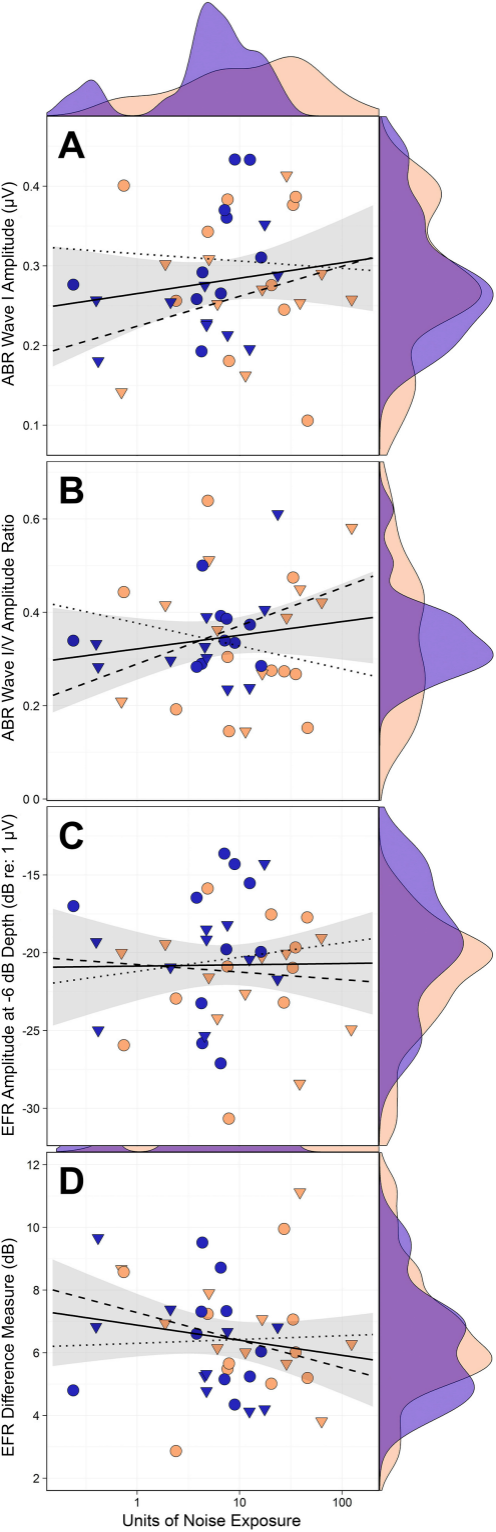 A
ABR Wave I Amplitude (µV)
0.4
0.3
0.2
0.1
B
ABR Wave I/V Amplitude Ratio
0.6
0.4
0.2
0 0
C
EFR Amplitude at -6 dB Depth (dB re: 1 µV)
-15
-20
-25
-30
D
EFR Difference Measure (dB)
12
10
8
6
4
2
1 10 100
Units of Noise Exposure